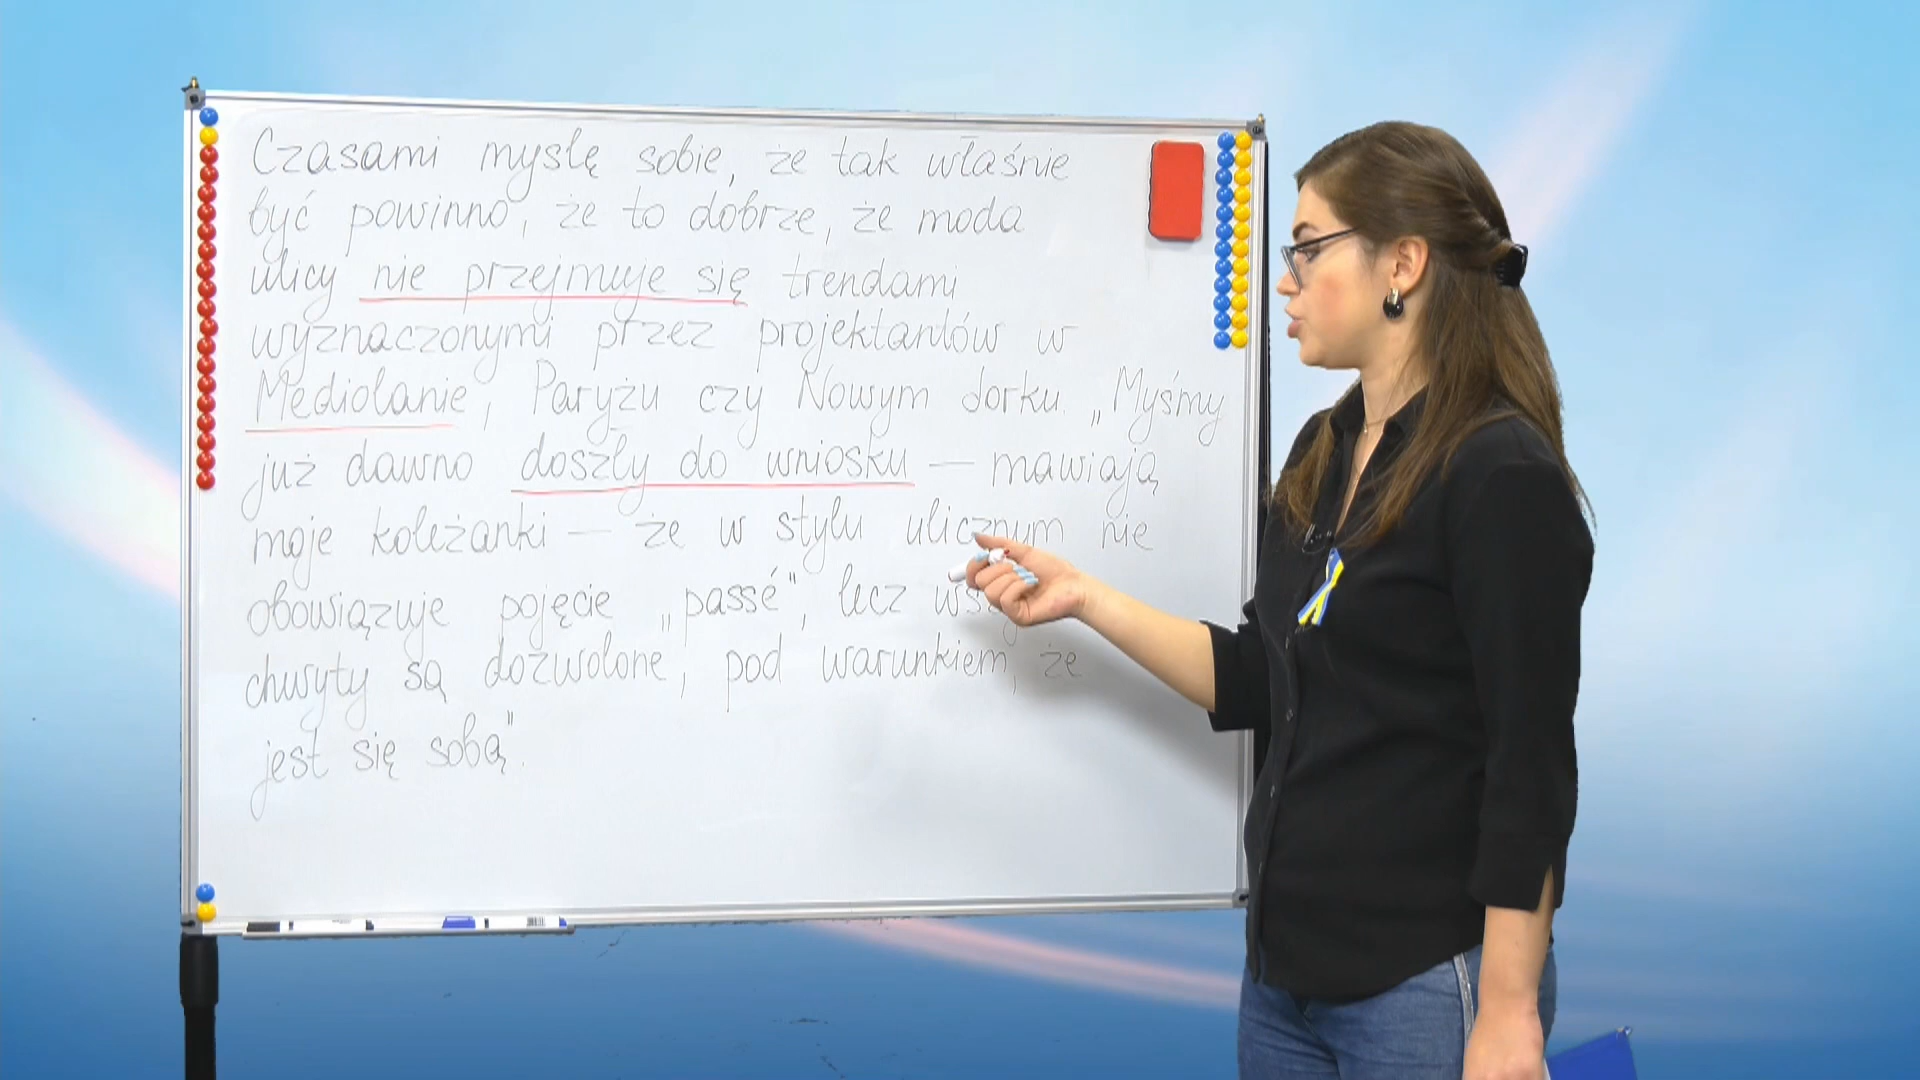 Czasami myślę sobie, że tak właśnie
być powinno, że to dobrze, że moda
ulicy nie przejmuje się trendami
wyznaczonymi przez projektantów w
Mediolanie, Paryżu czy Nowym Jorku. „Myśmy
już dawno doszły do wniosku — mawiają
moje koleżanki — że w stylu ulicznym nie
obowiązuje pojęcie „passé", lecz
chwyty są dozwolone, pod warunkiem, że
jest się sobą".